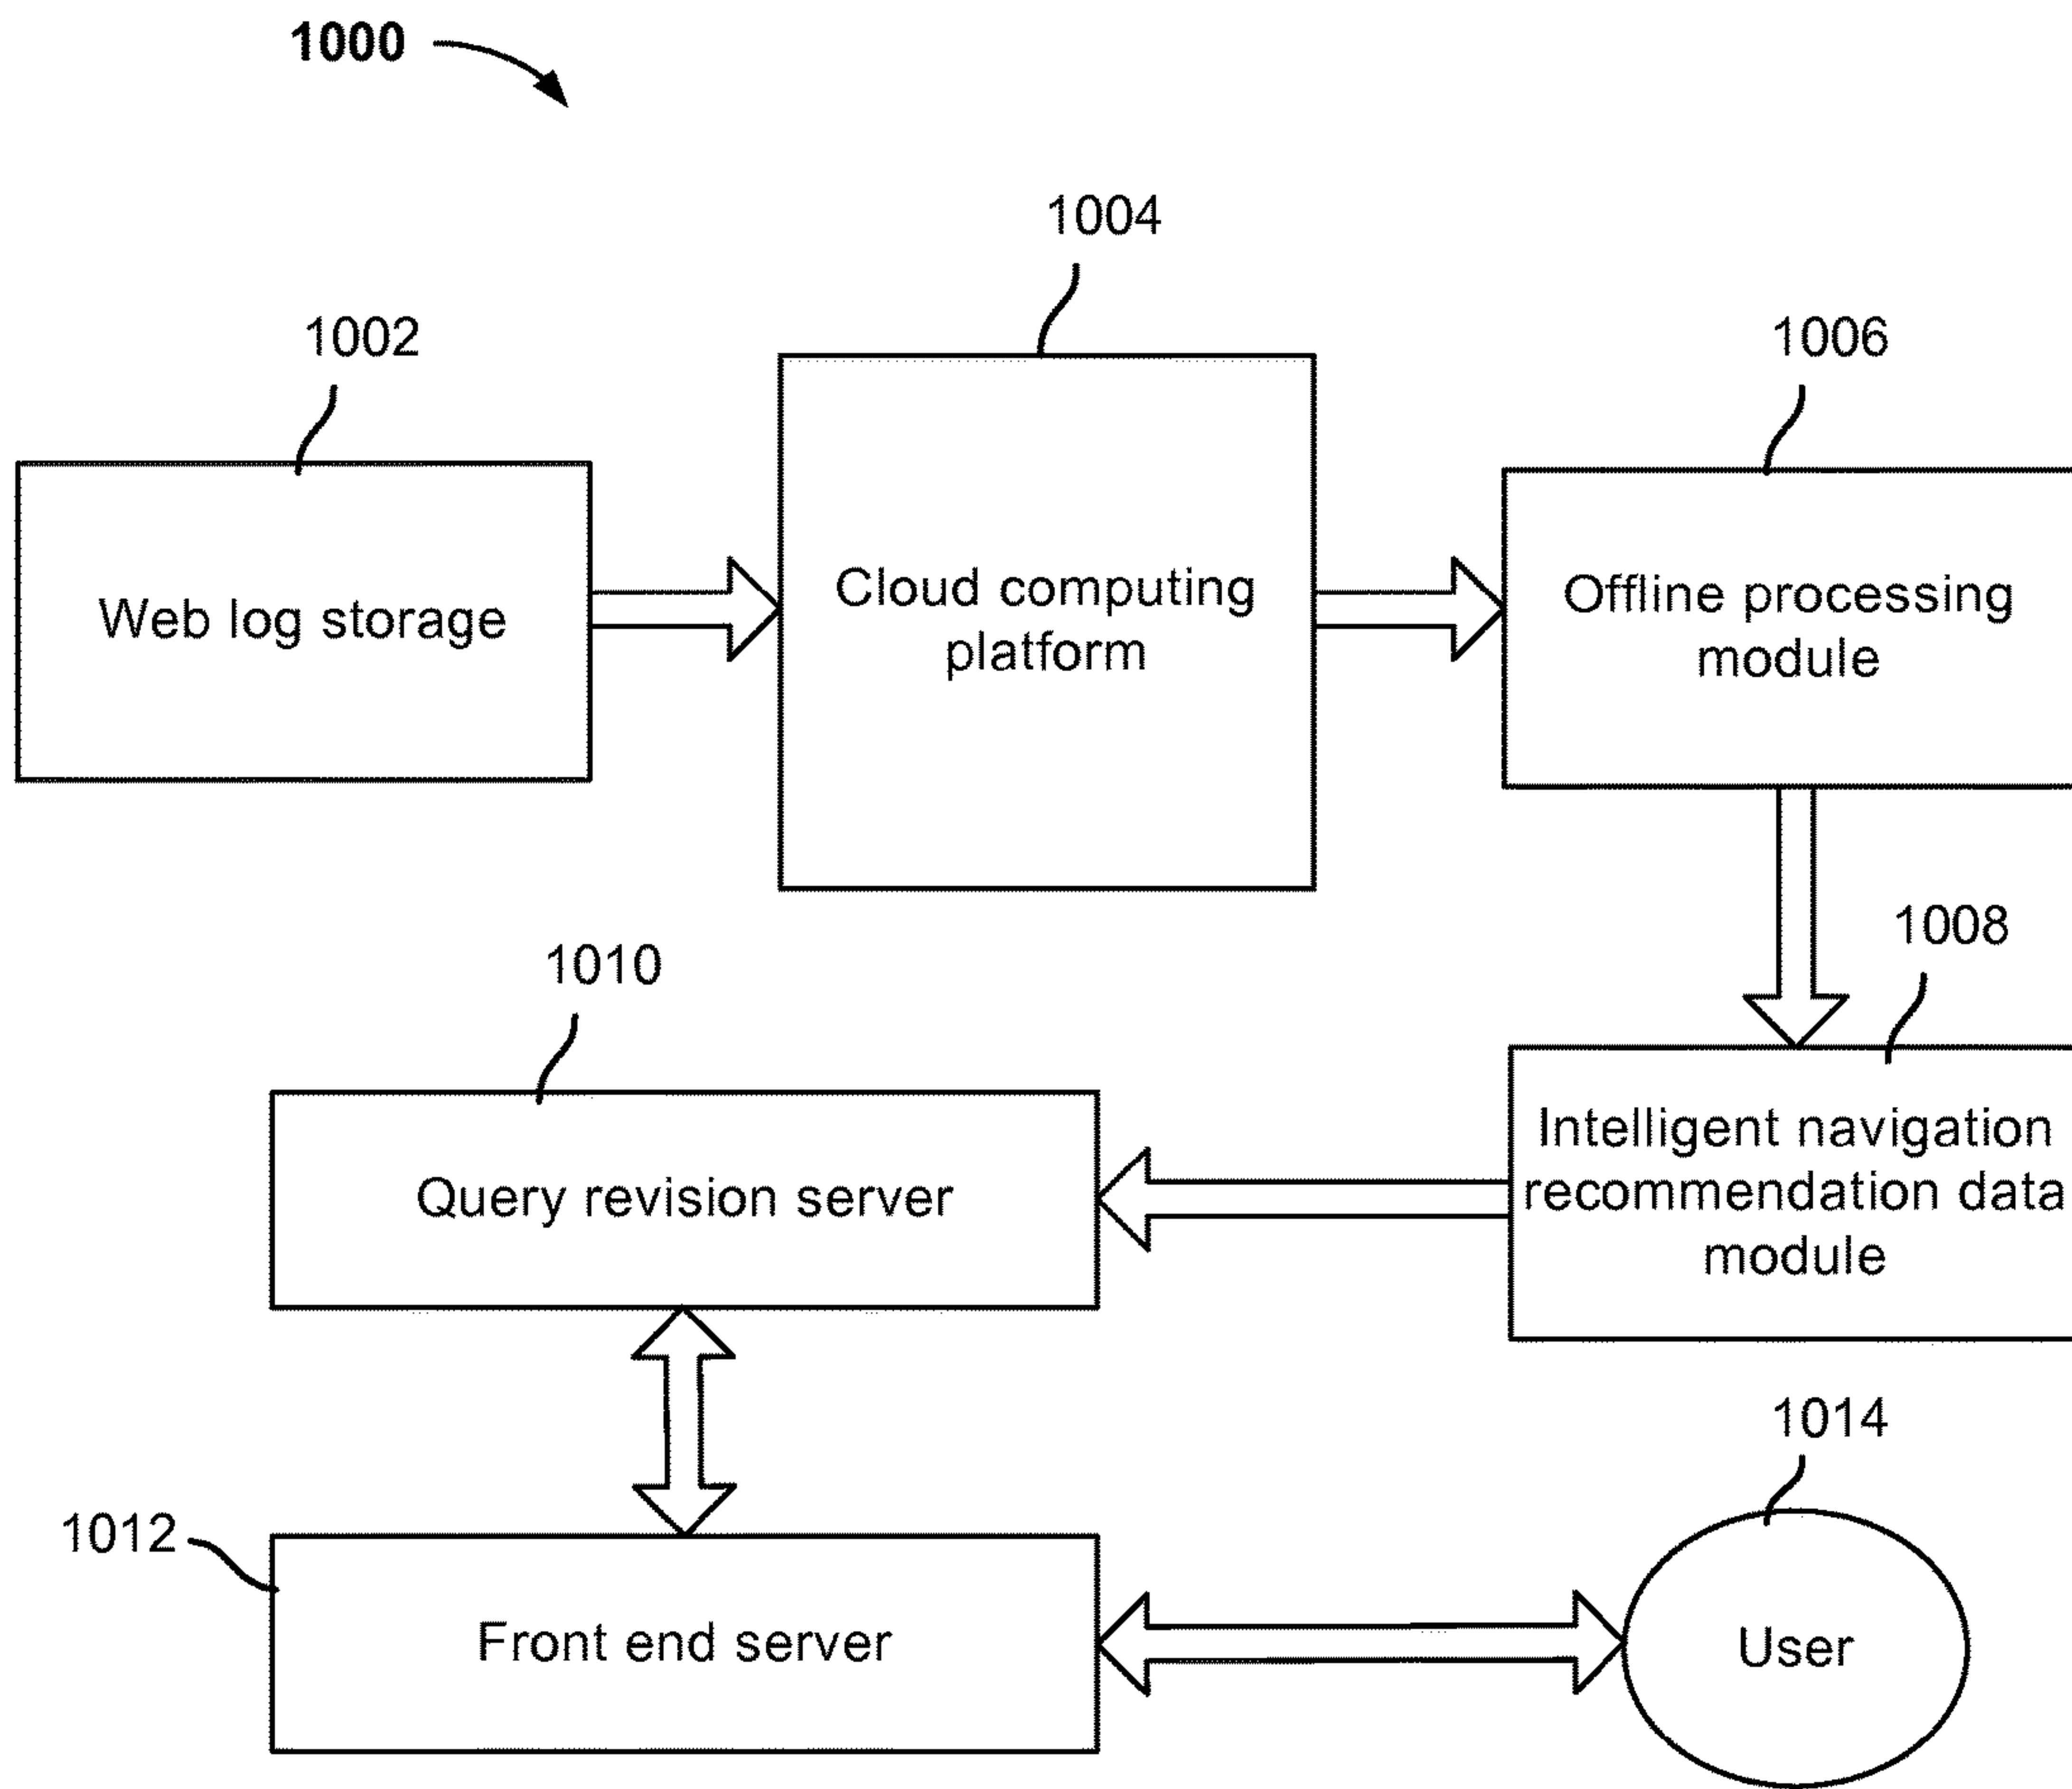 1000
1004
1002
1006
Web log storage
Cloud computing
platform
Offline processing
module
1008
1010
Intelligent navigation
recommendation data
module
Query revision server
1014
1012
Front end server
User